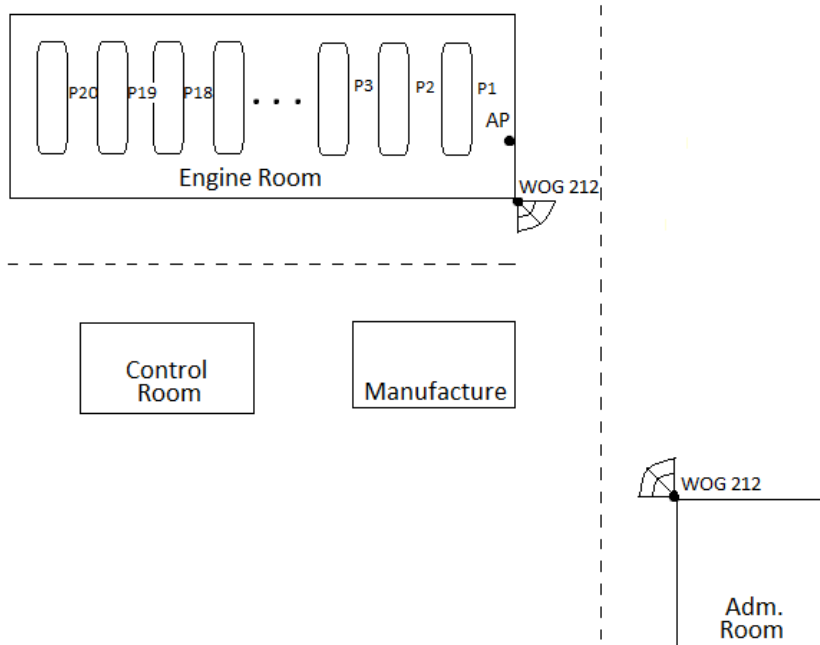 P20 P19 P18 P3 P2 P1
AP
Engine Room
WOG 212
Control
Room
Manufacture
WOG 212
Adm.
Room